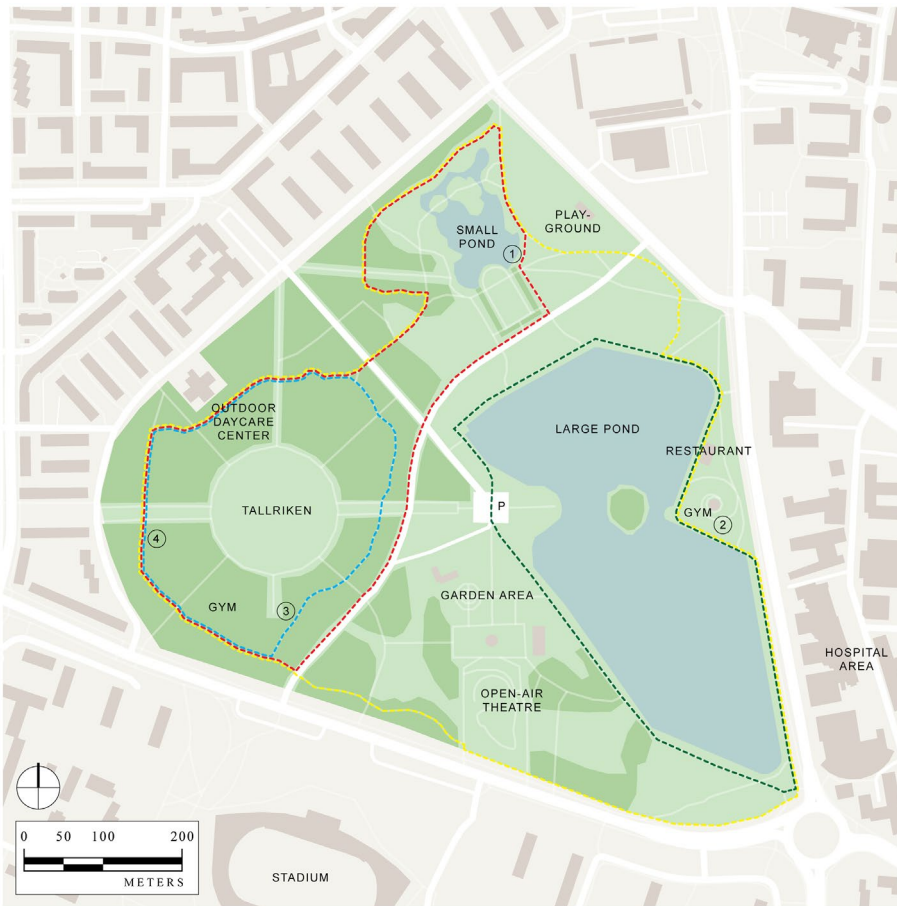 PLAY-
GROUND
SMALL
POND
1
OUTDOOR
DAYCARE
CENTER
LARGE POND
RESTAURANT
TALLRIKEN
P
GYM
2
4
GYM
3
GARDEN AREA
HOSPITAL
AREA
OPEN-AIR
THEATRE
0 50 100 200
METERS
STADIUM